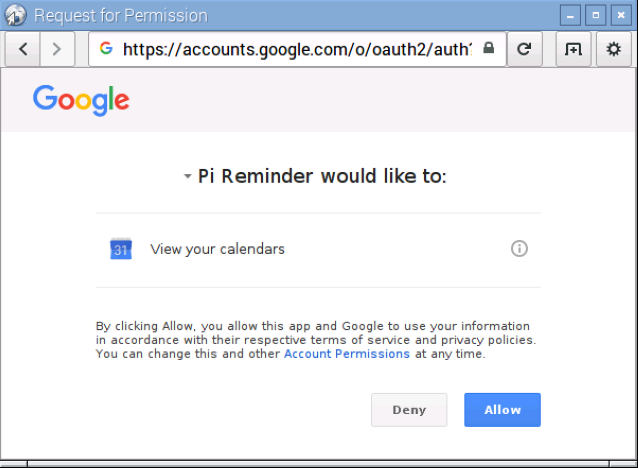 Request for Permission
https://accounts.google.com/o/oauth2/auth?
Google
Pi Reminder would like to:
31 View your calendars
By clicking Allow, you allow this app and Google to use your information
in accordance with their respective terms of service and privacy policies.
You can change this and other Account Permissions at any time.
Deny Allow